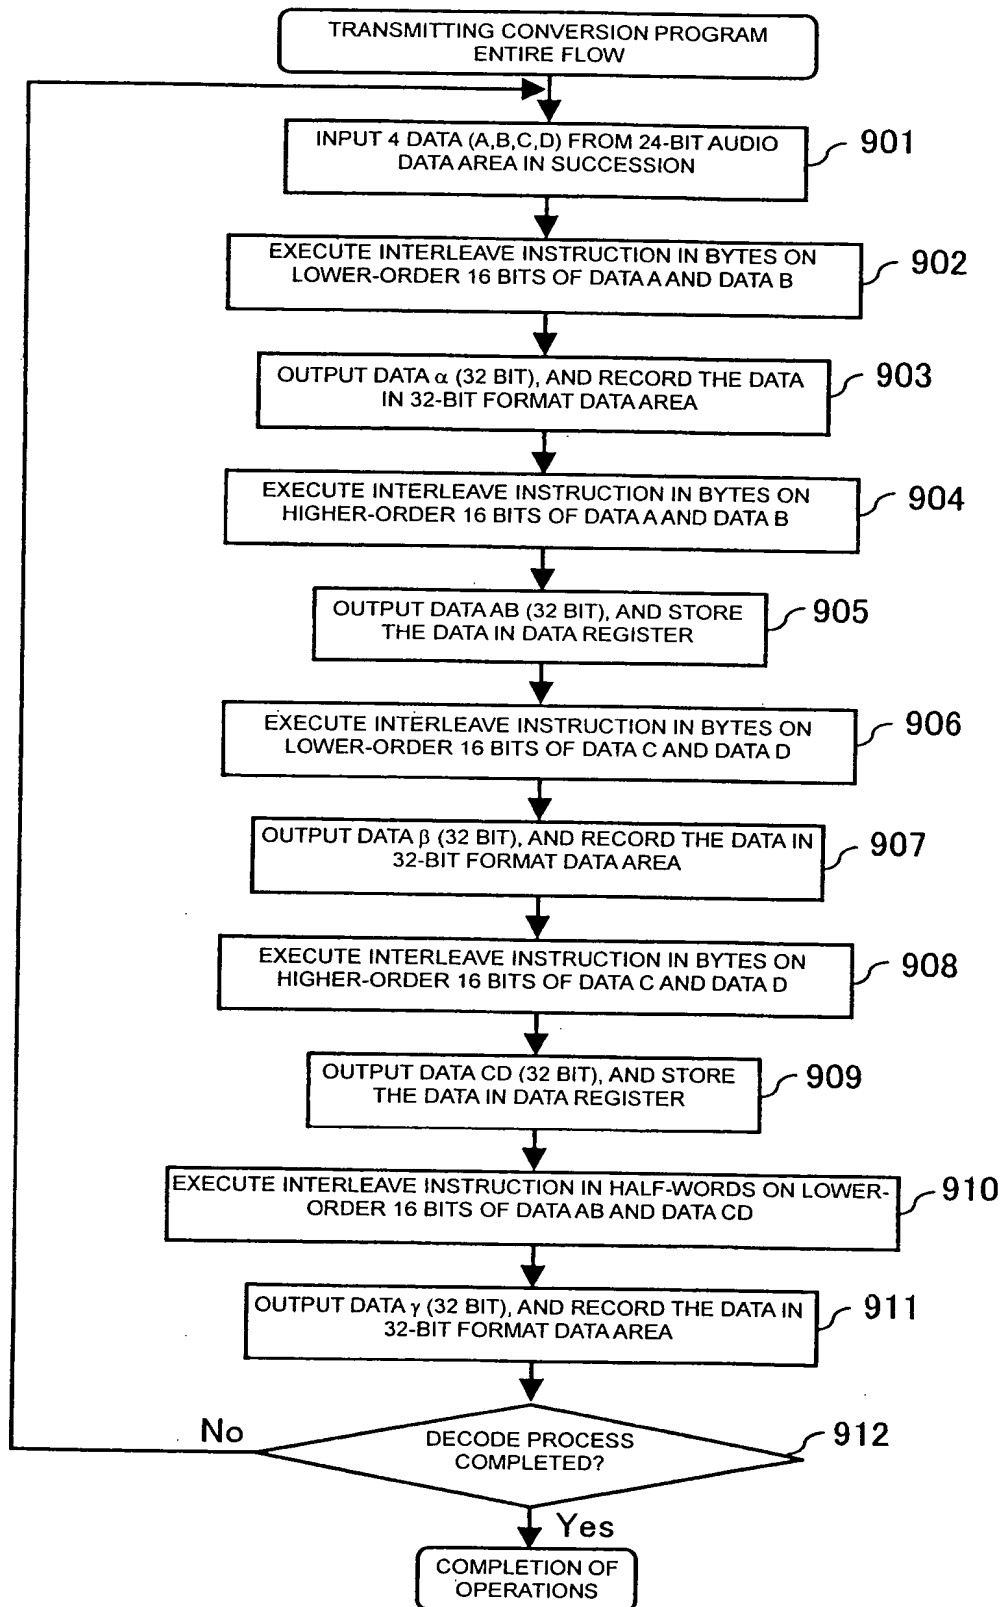 TRANSMITTING CONVERSION PROGRAM
ENTIRE FLOW
INPUT 4 DATA (A,B,C,D) FROM 24-BIT AUDIO
DATA AREA IN SUCCESSION
901
EXECUTE INTERLEAVE INSTRUCTION IN BYTES ON
LOWER-ORDER 16 BITS OF DATA A AND DATA B
902
OUTPUT DATA α (32 BIT), AND RECORD THE DATA
IN 32-BIT FORMAT DATA AREA
903
EXECUTE INTERLEAVE INSTRUCTION IN BYTES ON
HIGHER-ORDER 16 BITS OF DATA A AND DATA B
904
OUTPUT DATA AB (32 BIT), AND STORE
THE DATA IN DATA REGISTER
905
EXECUTE INTERLEAVE INSTRUCTION IN BYTES ON
LOWER-ORDER 16 BITS OF DATA C AND DATA D
906
OUTPUT DATA β (32 BIT), AND RECORD THE DATA IN
32-BIT FORMAT DATA AREA
907
EXECUTE INTERLEAVE INSTRUCTION IN BYTES ON
HIGHER-ORDER 16 BITS OF DATA C AND DATA D
908
OUTPUT DATA CD (32 BIT), AND STORE
THE DATA IN DATA REGISTER
909
EXECUTE INTERLEAVE INSTRUCTION IN HALF-WORDS ON LOWER-
ORDER 16 BITS OF DATA AB AND DATA CD
910
OUTPUT DATA γ (32 BIT), AND RECORD THE DATA IN
32-BIT FORMAT DATA AREA
911
No
DECODE PROCESS
COMPLETED?
912
Yes
COMPLETION OF
OPERATIONS